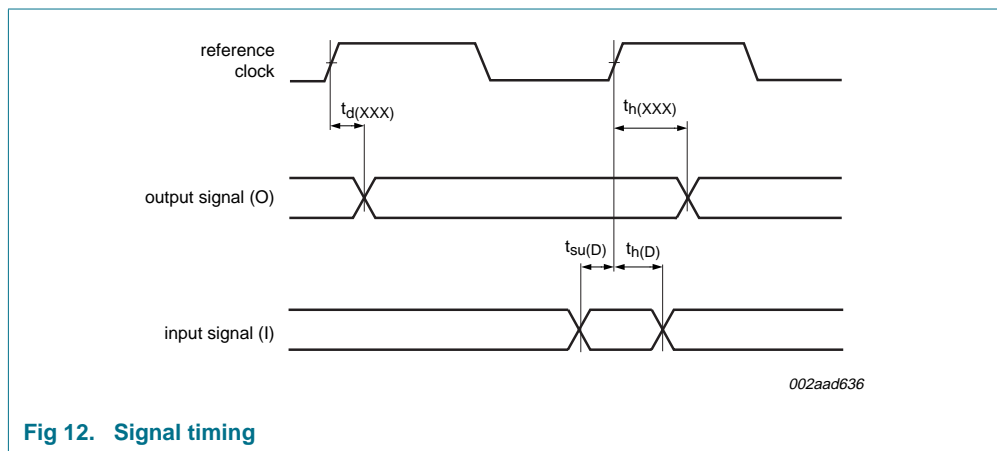 reference
clock
td(XXX)
th(XXX)
output signal (O)
tsu(D)
th(D)
input signal (I)
002aad636
Fig 12. Signal timing